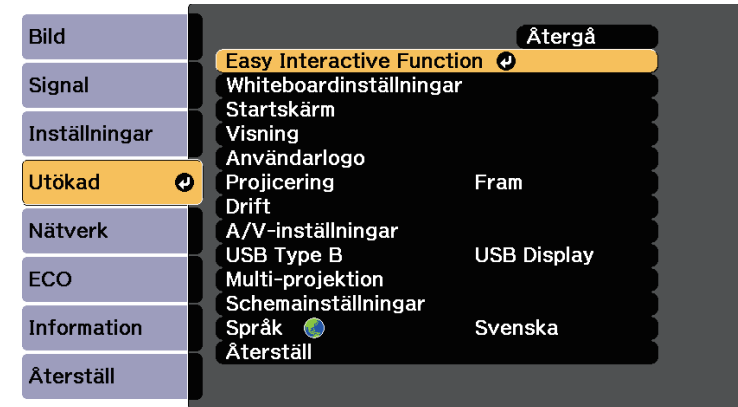 Bild
Signal
Inställningar
Utökad
Nätverk
ECO
Information
Återställ
Återgå
Easy Interactive Function
Whiteboardinställningar
Startskärm
Visning
Användarlogo
Projicering Fram
Drift
A/V-inställningar
USB Type B USB Display
Multi-projektion
Schemainställningar
Språk Svenska
Återställ